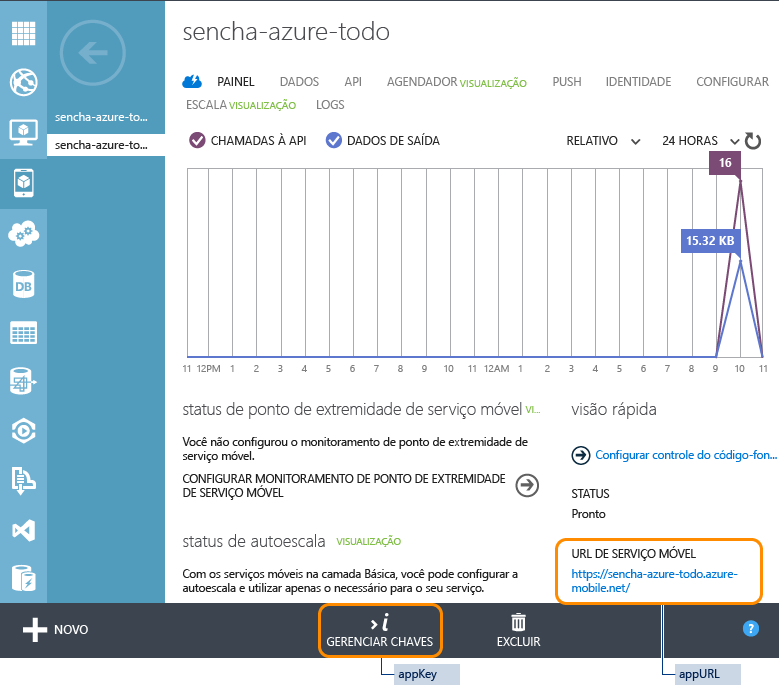 sencha-azure-todo
sencha-azure-to...
sencha-azure-to...
PAINEL DADOS API AGENDADOR VISUALIZAÇÃO PUSH IDENTIDADE CONFIGURAR
ESCALA VISUALIZAÇÃO LOGS
CHAMADAS À API DADOS DE SAÍDA RELATIVO 24 HORAS
16
15.32 KB
11 12PM 1 2 3 4 5 6 7 8 9 10 11 12AM 1 2 3 4 5 6 7 8 9 10 11
status de ponto de extremidade de serviço móvel VI...
Você não configurou o monitoramento de ponto de extremidade de
serviço móvel.
CONFIGURAR MONITORAMENTO DE PONTO DE EXTREMIDADE
DE SERVIÇO MÓVEL
status de autoescala VISUALIZAÇÃO
Com os serviços móveis na camada Básica, você pode configurar a
autoescala e utilizar apenas o necessário para o seu serviço.
visão rápida
Configurar controle do código-fon...
STATUS
Pronto
URL DE SERVIÇO MÓVEL
https://sencha-azure-todo.azure-
mobile.net/
DB
NOVO
GERENCIAR CHAVES
EXCLUIR
?
appKey
appURL